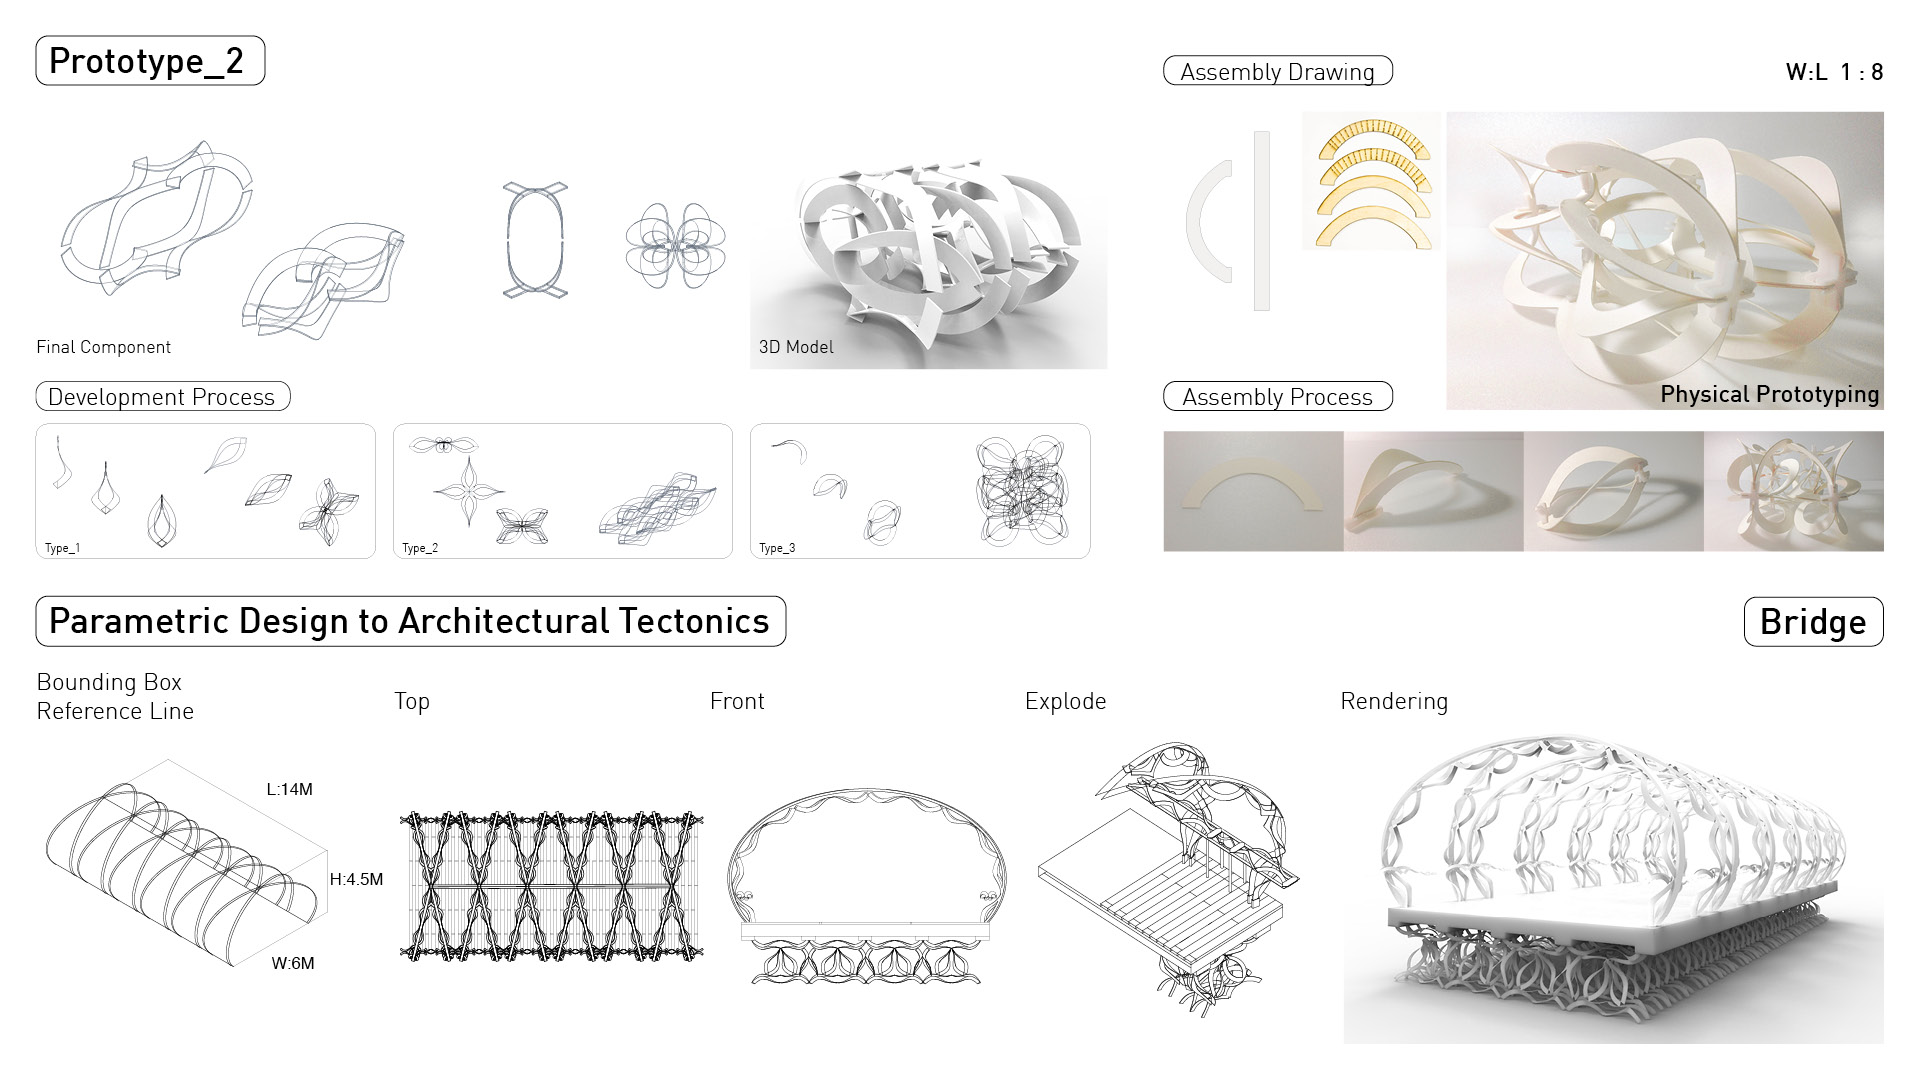 Prototype_2
Assembly Drawing
W:L 1 : 8
Final Component
3D Model
Physical Prototyping
Development Process
Assembly Process
Type_1
Type_2
Type_3
Parametric Design to Architectural Tectonics
Bridge
Bounding Box
Reference Line
Top
Front
Explode
Rendering
L:14M
H:4.5M
W:6M